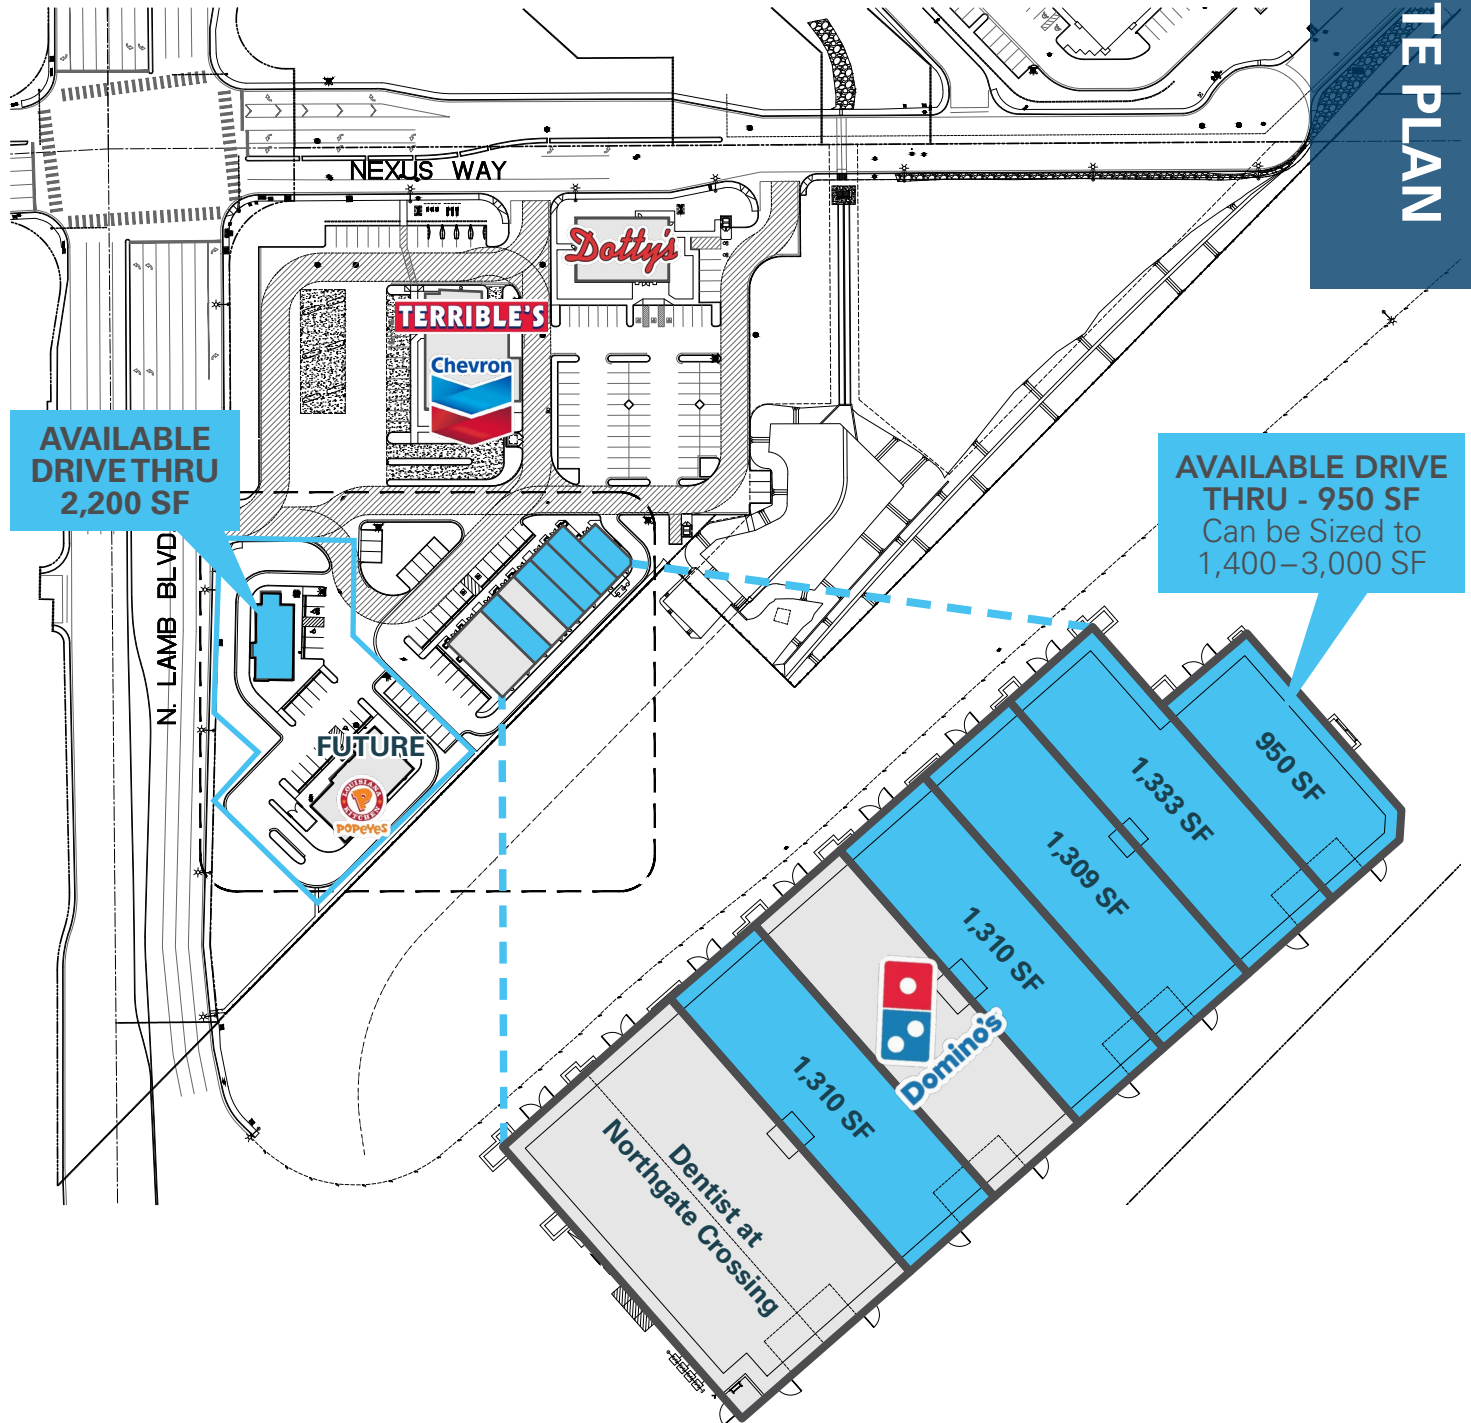 TE PLAN
NEXUS WAY
Dotty's
TERRIBLE'S
Chevron
AVAILABLE
DRIVE THRU
2,200 SF
AVAILABLE DRIVE
THRU - 950 SF
Can be Sized to
1,400–3,000 SF
N. LAMB BLVD
FUTURE
LOUISIANA
KITCHEN
POPEYES
950 SF
1,333 SF
1,309 SF
1,310 SF
Domino's
1,310 SF
Dentist at
Northgate Crossing